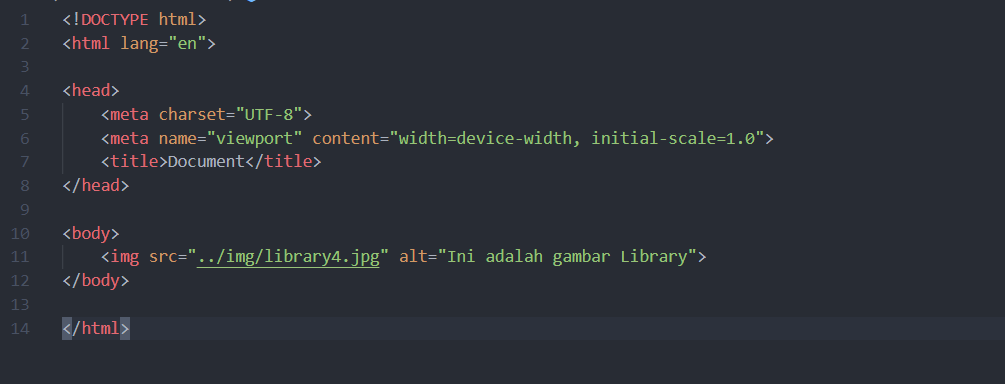 1 <!DOCTYPE html>
2 <html lang="en">
3
4 <head>
5     <meta charset="UTF-8">
6     <meta name="viewport" content="width=device-width, initial-scale=1.0">
7     <title>Document</title>
8 </head>
9
10 <body>
11     <img src="../img/library4.jpg" alt="Ini adalah gambar Library">
12 </body>
13
14 </html>